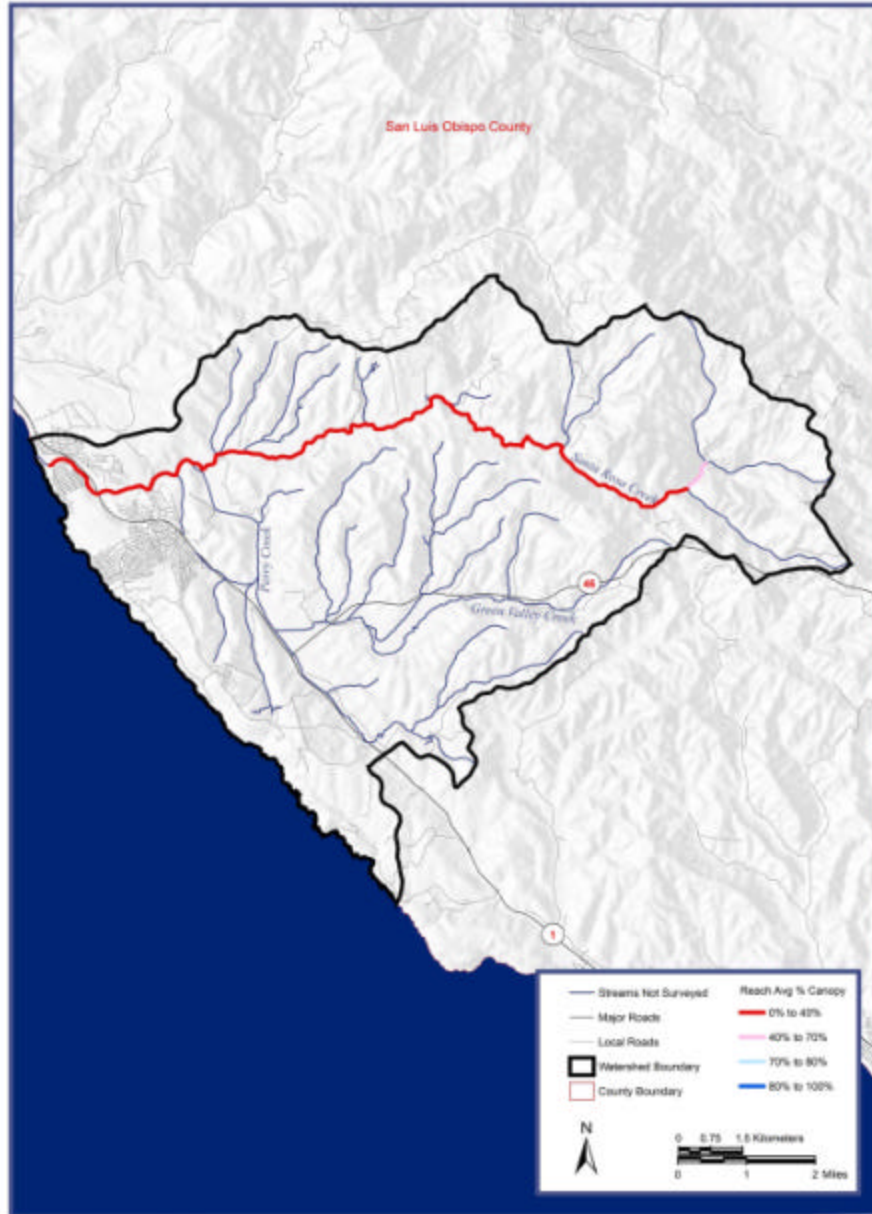 San Luis Obispo County
Santa Rosa Creek
Perry Creek
46
Green Valley Creek
1
Streams Not Surveyed
Major Roads
Local Roads
Watershed Boundary
County Boundary
Reach Avg % Canopy
0% to 40%
40% to 70%
70% to 80%
80% to 100%
N
0 0.75 1.5 Kilometers
0 1 2 Miles